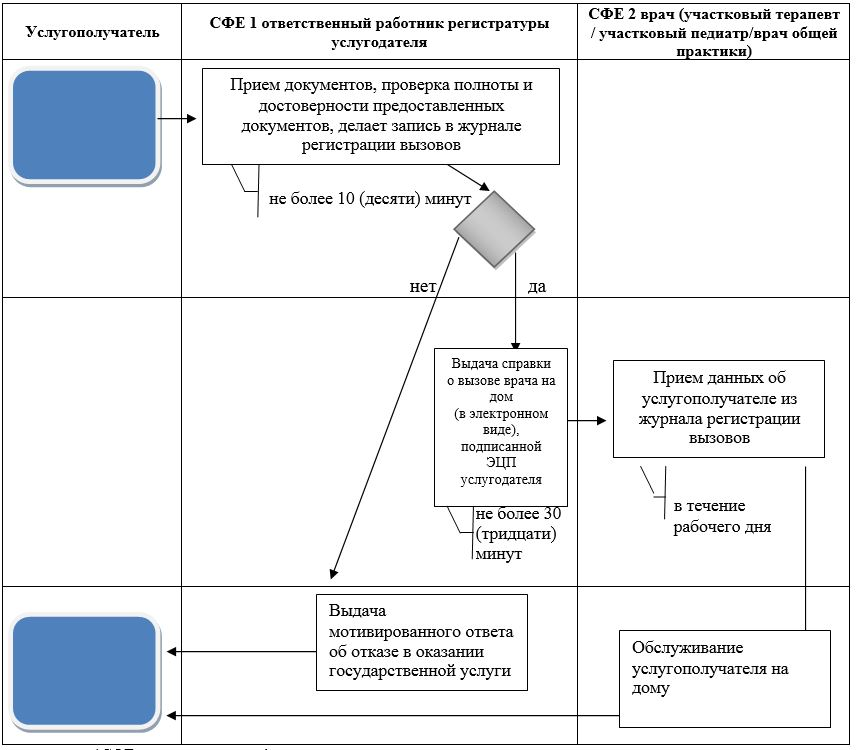 Услугополучатель
СФЕ 1 ответственный работник регистратуры
услугодателя
СФЕ 2 врач (участковый терапевт
/ участковый педиатр/врач общей
практики)
Прием документов, проверка полноты и
достоверности предоставленных
документов, делает запись в журнале
регистрации вызовов
не более 10 (десяти) минут
нет
да
Выдача справки
о вызове врача на
дом
(в электронном
виде),
подписанной
ЭЦП
услугодателя
Прием данных об
услугополучателе из
журнала регистрации
вызовов
не более 30
(тридцати)
минут
в течение
рабочего дня
Выдача
мотивированного ответа
об отказе в оказании
государственной услуги
Обслуживание
услугополучателя на
дому